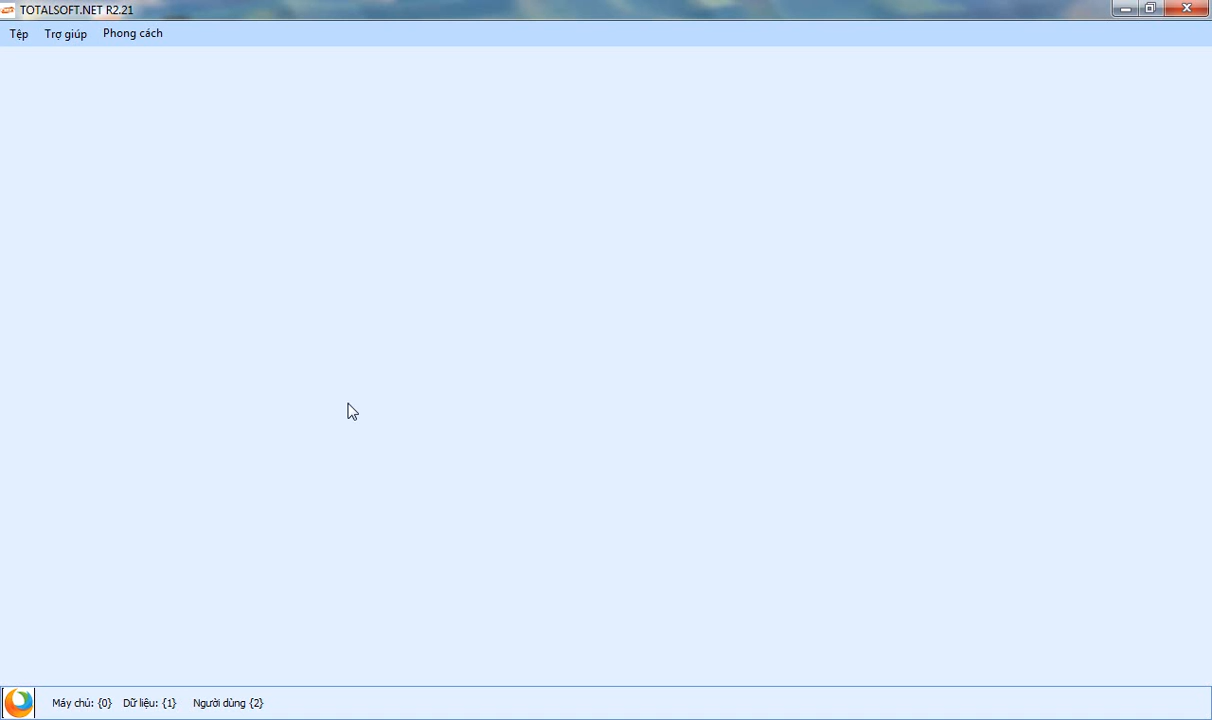 TOTALSOFT.NET R2.21
Tệp Trợ giúp Phong cách
Máy chủ: {0} Dữ liệu: {1} Người dùng {2}